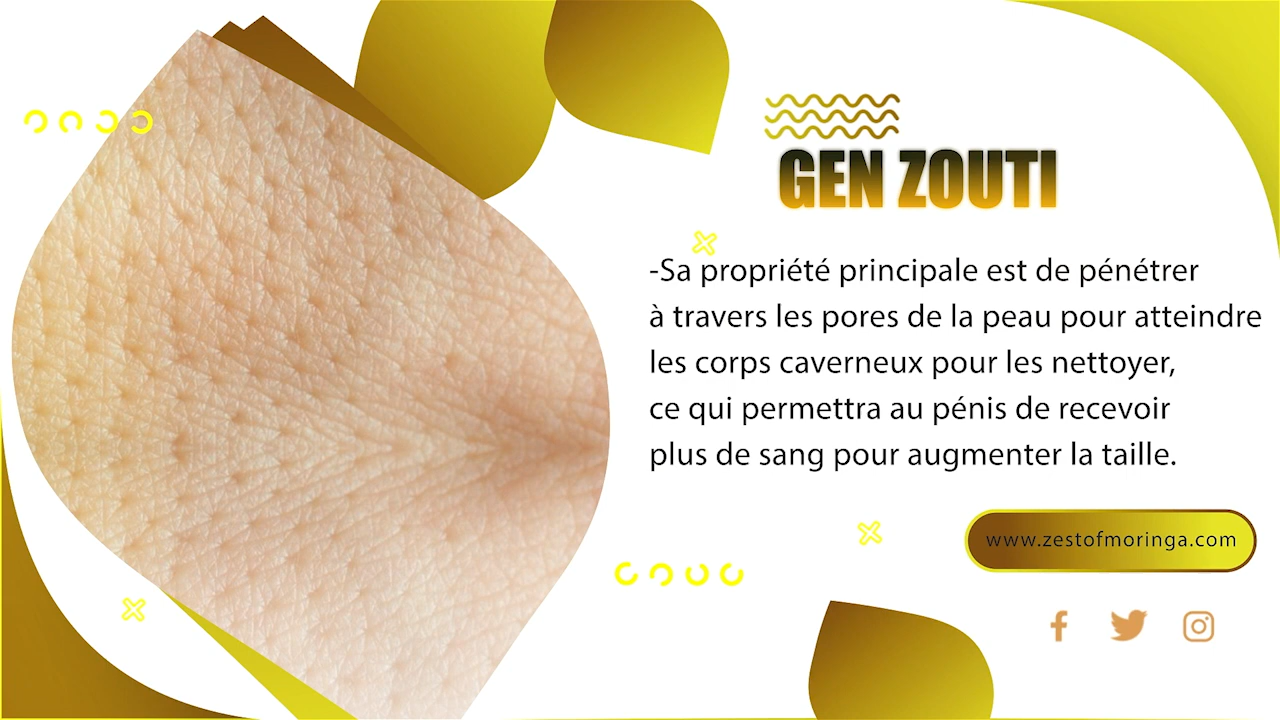 GEN ZOUTI
-Sa propriété principale est de pénétrer
à travers les pores de la peau pour atteindre
les corps caverneux pour les nettoyer,
ce qui permettra au pénis de recevoir
plus de sang pour augmenter la taille.
www.zestofmoringa.com